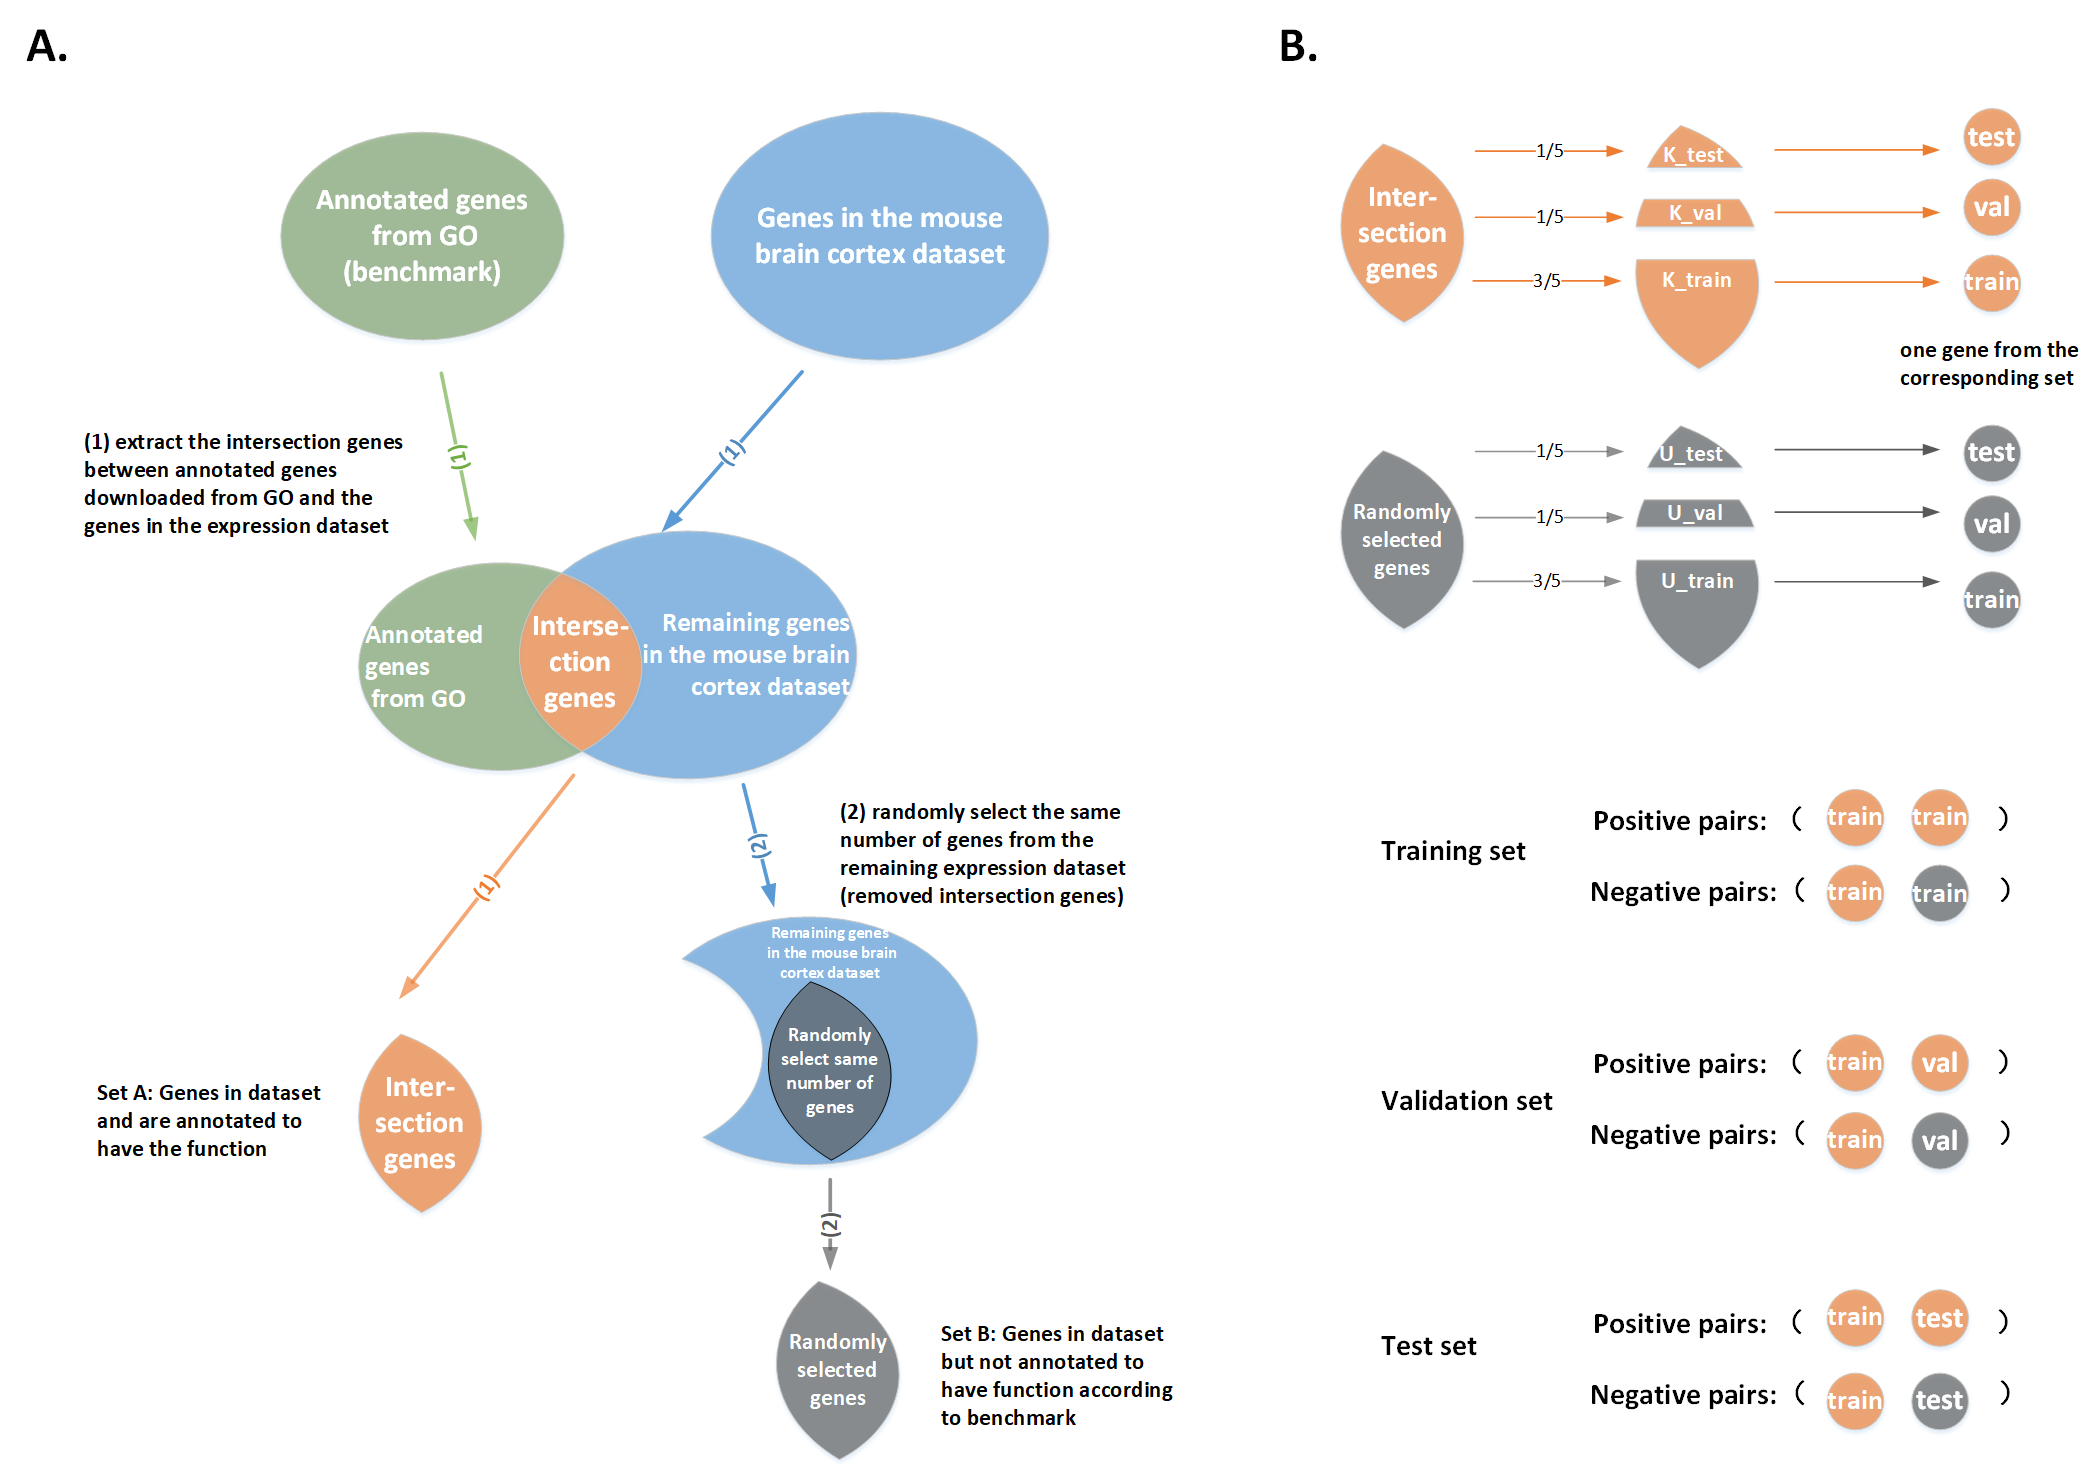 A.
Annotated genes
from GO
(benchmark)
Genes in the mouse
brain cortex dataset
(1) extract the intersection genes
between annotated genes
downloaded from GO and the
genes in the expression dataset
(1)
(1)
Annotated
genes
from GO
Interse-
ction
genes
Remaining genes
in the mouse brain
cortex dataset
(1)
(2)
(2) randomly select the same
number of genes from the
remaining expression dataset
(removed intersection genes)
Remaining genes
in the mouse brain
cortex dataset
Randomly
select same
number of
genes
Set A: Genes in dataset
and are annotated to
have the function
Inter-
section
genes
(2)
Randomly
selected
genes
Set B: Genes in dataset
but not annotated to
have function according
to benchmark
B.
Inter-
section
genes
1/5
K_test
test
1/5
K_val
val
3/5
K_train
train
one gene from the
corresponding set
Randomly
selected
genes
1/5
U_test
test
1/5
U_val
val
3/5
U_train
train
Training set
Positive pairs: ( train train )
Negative pairs: ( train train )
Validation set
Positive pairs: ( train val )
Negative pairs: ( train val )
Test set
Positive pairs: ( train test )
Negative pairs: ( train test )